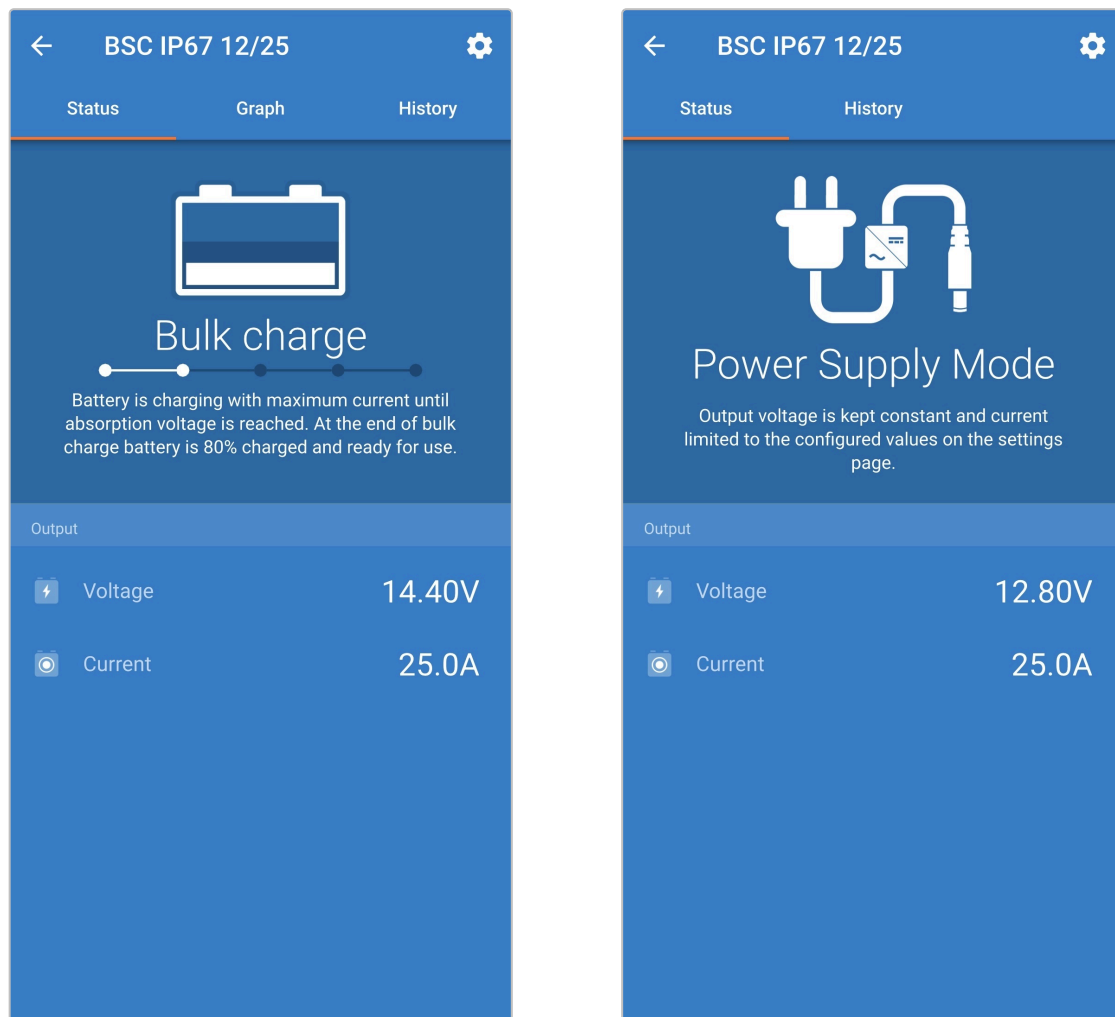 BSC IP67 12/25
Status Graph History
Bulk charge
Battery is charging with maximum current until
absorption voltage is reached. At the end of bulk
charge battery is 80% charged and ready for use.
Output
Voltage 14.40V
Current 25.0A
BSC IP67 12/25
Status History
Power Supply Mode
Output voltage is kept constant and current
limited to the configured values on the settings
page.
Output
Voltage 12.80V
Current 25.0A